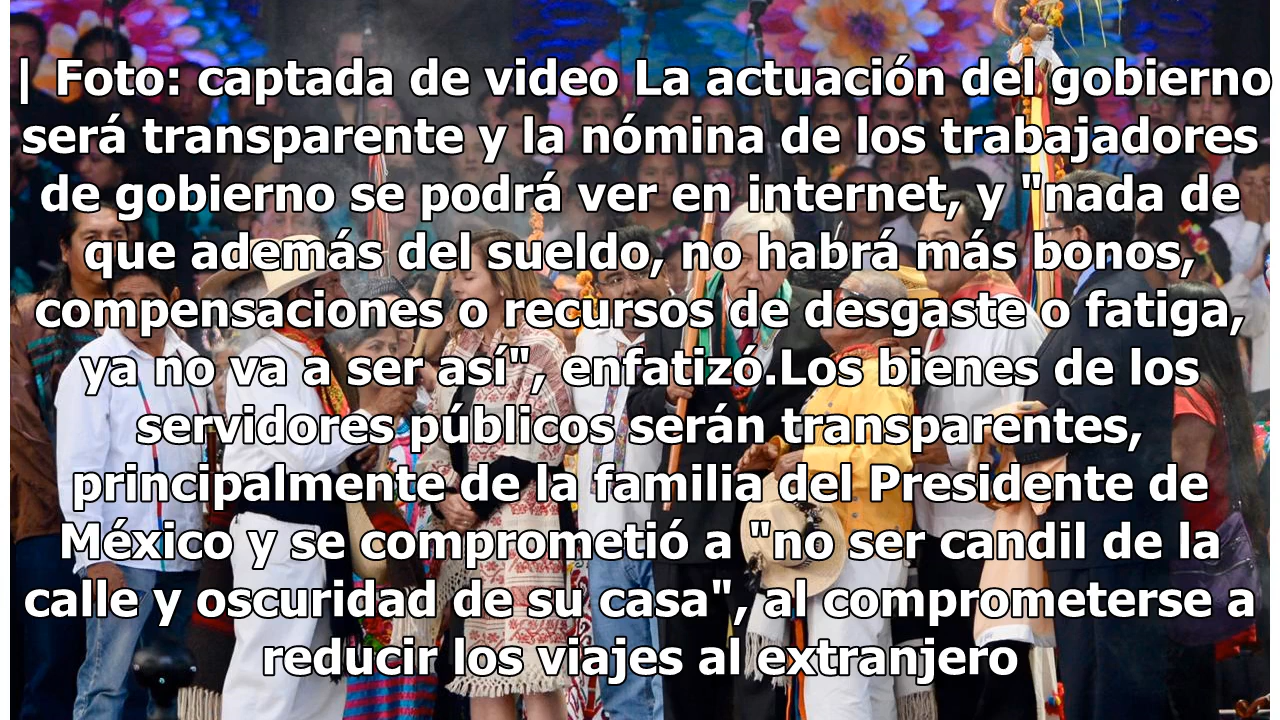 | Foto: captada de video La actuación del gobierno
será transparente y la nómina de los trabajadores
de gobierno se podrá ver en internet, y "nada de
que además del sueldo, no habrá más bonos,
compensaciones o recursos de desgaste o fatiga,
ya no va a ser así", enfatizó.Los bienes de los
servidores públicos serán transparentes,
principalmente de la familia del Presidente de
México y se comprometió a "no ser candil de la
calle y oscuridad de su casa", al comprometerse a
reducir los viajes al extranjero